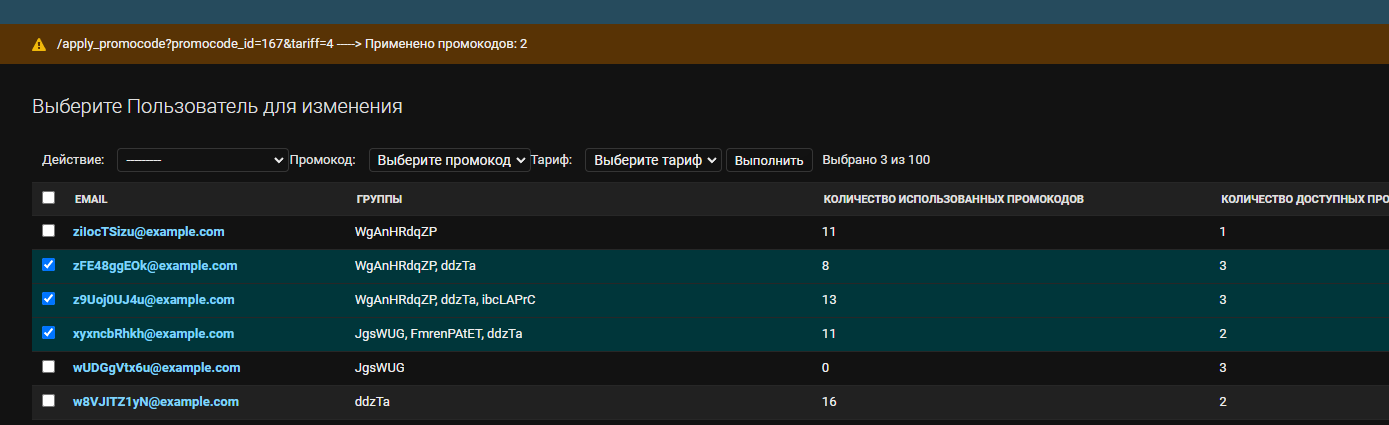 /apply_promocode?promocode_id=167&tariff=4 ----> Применено промокодов: 2
Выберите Пользователь для изменения
Действие: --------- Промокод: Выберите промокод Тариф: Выберите тариф Выполнить Выбрано 3 из 100
EMAIL ГРУППЫ КОЛИЧЕСТВО ИСПОЛЬЗОВАННЫХ ПРОМОКОДОВ КОЛИЧЕСТВО ДОСТУПНЫХ ПРО
ziIocTSizu@example.com WgAnHRdqZP 11 1
zFE48ggEOk@example.com WgAnHRdqZP, ddzTa 8 3
z9Uoj0UJ4u@example.com WgAnHRdqZP, ddzTa, ibcLAPrC 13 3
xyxncbRhkh@example.com JgsWUG, FmrenPAtET, ddzTa 11 2
wUDGgVtx6u@example.com JgsWUG 0 3
w8VJITZ1yN@example.com ddzTa 16 2